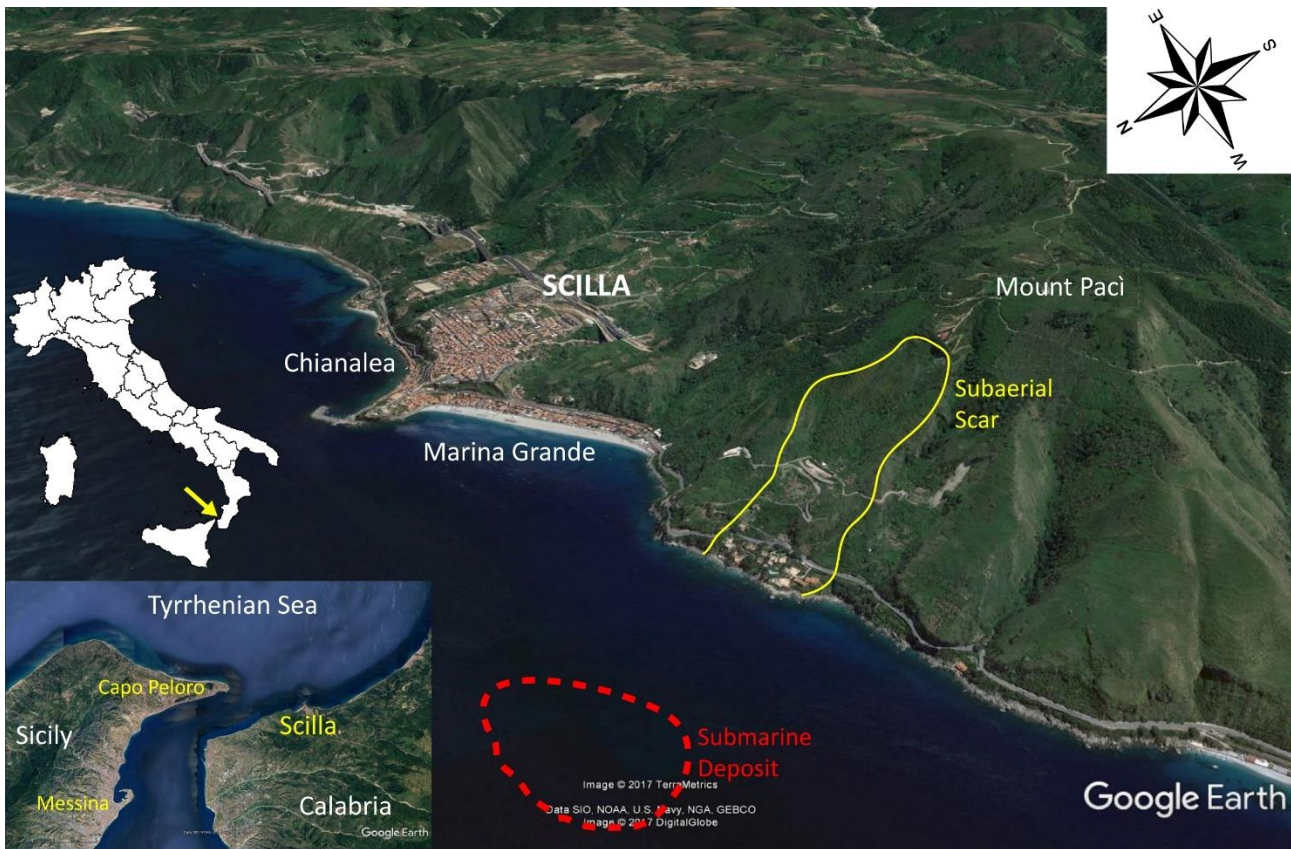 E
S
N
W
SCILLA
Mount Pacì
Chianalea
Subaerial
Scar
Marina Grande
Tyrrhenian Sea
Capo Peloro
Scilla
Sicily
Messina
Calabria
Google Earth
Submarine
Deposit
Image © 2017 TerraMetrics
Data SIO, NOAA, U.S. Navy, NGA, GEBCO
Image © 2017 DigitalGlobe
Google Earth